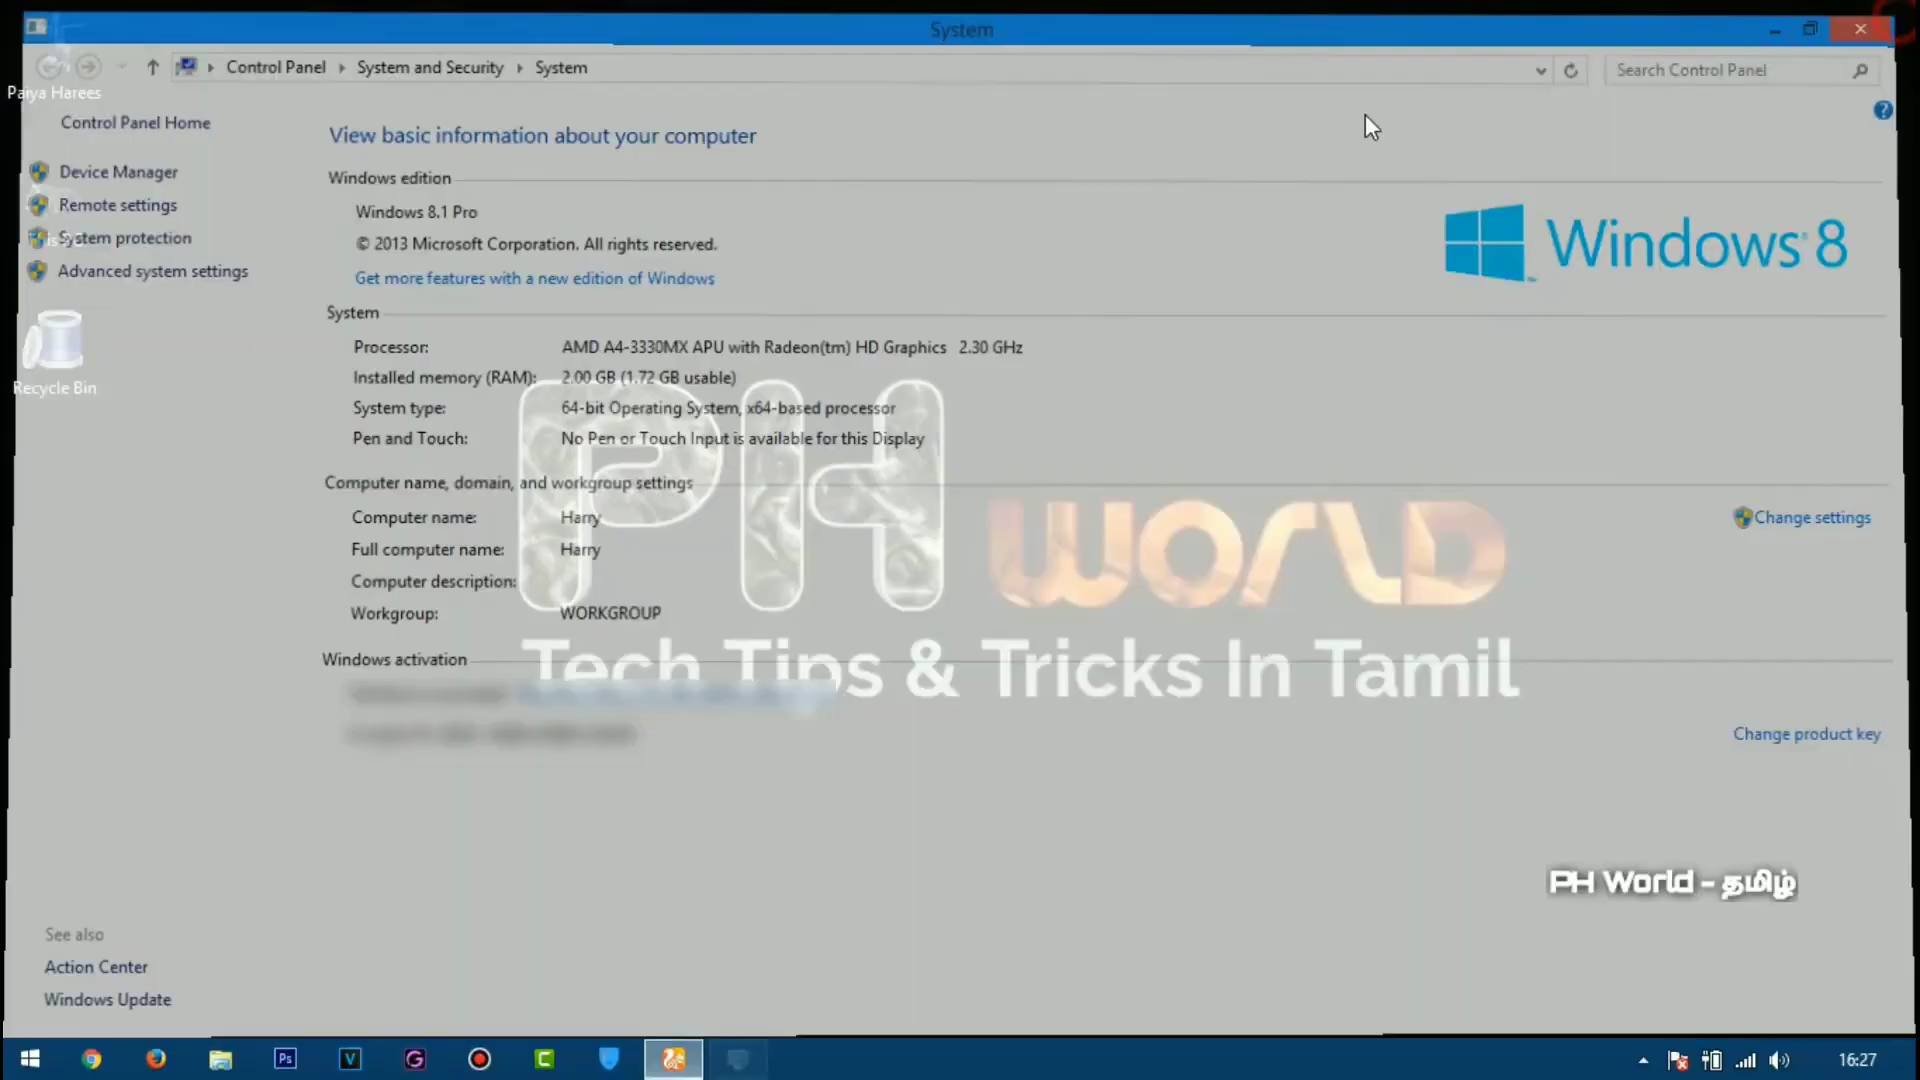 System
Control Panel
System and Security
System
Search Control Panel
Paiya Harees
Control Panel Home
Device Manager
Remote settings
System protection
Advanced system settings
Recycle Bin
View basic information about your computer
Windows edition
Windows 8.1 Pro
© 2013 Microsoft Corporation. All rights reserved.
Get more features with a new edition of Windows
Windows 8
System
Processor: AMD A4-3330MX APU with Radeon(tm) HD Graphics 2.30 GHz
Installed memory (RAM): 2.00 GB (1.72 GB usable)
System type: 64-bit Operating System, x64-based processor
Pen and Touch: No Pen or Touch Input is available for this Display
Computer name, domain, and workgroup settings
Computer name: Harry
Change settings
Full computer name: Harry
Computer description:
Workgroup: WORKGROUP
PH WORLD
Tech Tips & Tricks In Tamil
Windows activation
Change product key
PH World - தமிழ்
See also
Action Center
Windows Update
Ps
16:27